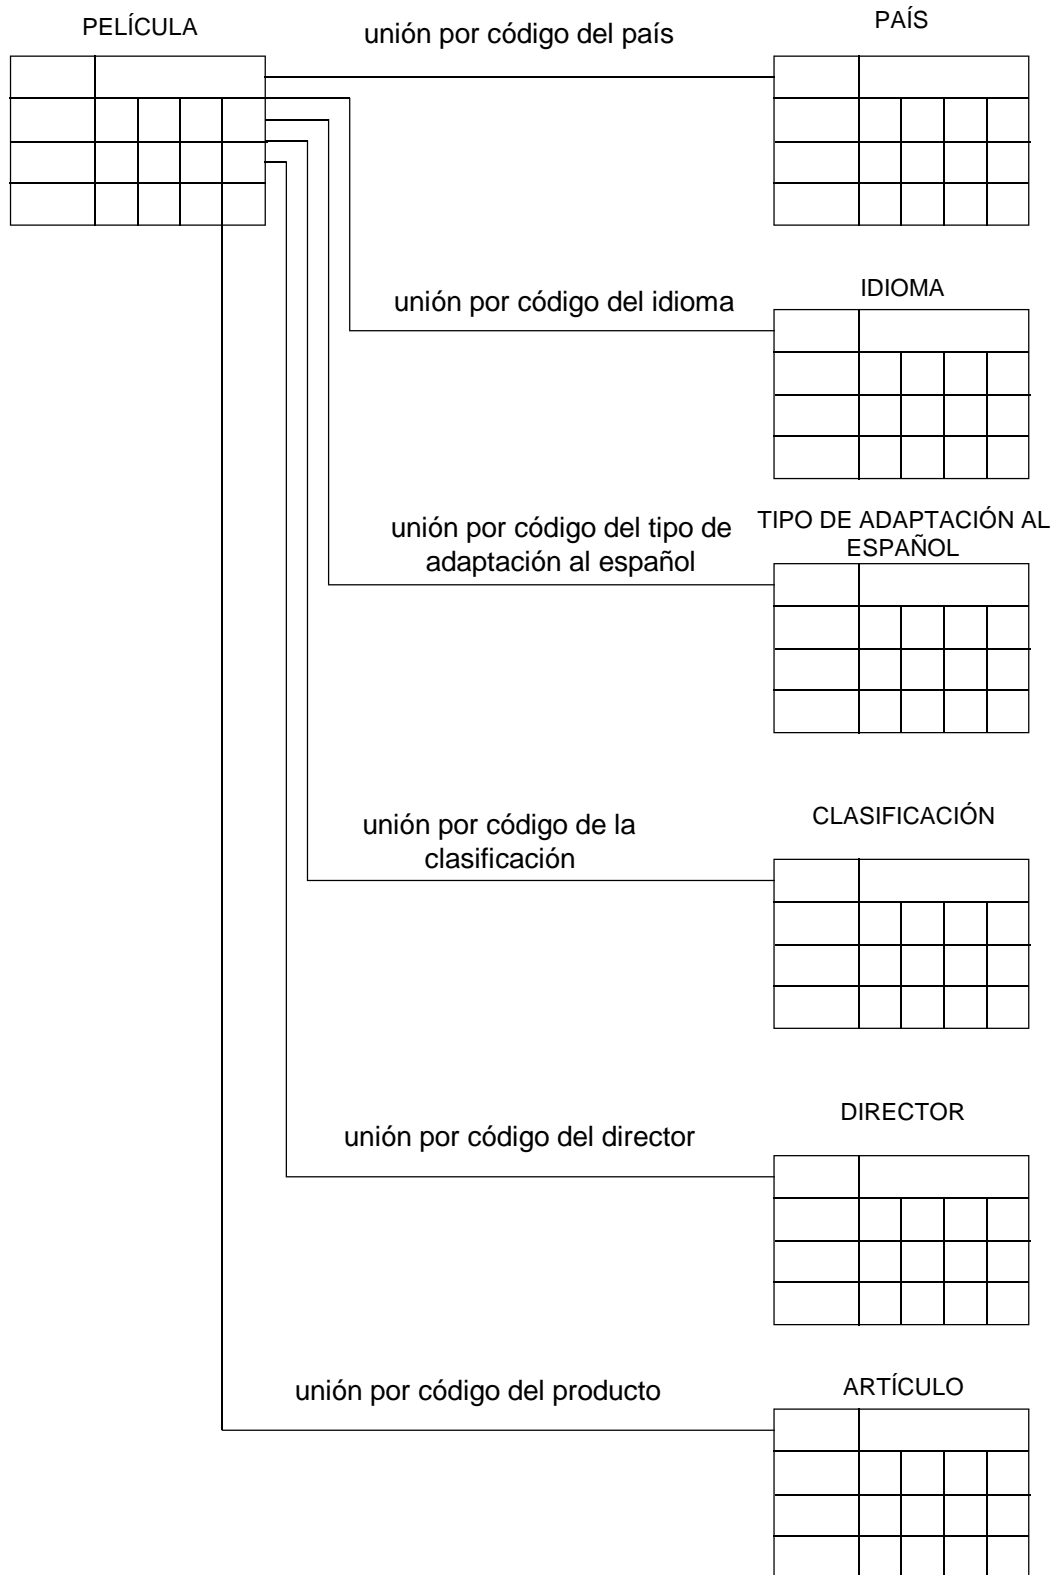 PELÍCULA
unión por código del país
PAÍS
unión por código del idioma
IDIOMA
unión por código del tipo de
adaptación al español
TIPO DE ADAPTACIÓN AL
ESPAÑOL
unión por código de la
clasificación
CLASIFICACIÓN
unión por código del director
DIRECTOR
unión por código del producto
ARTÍCULO